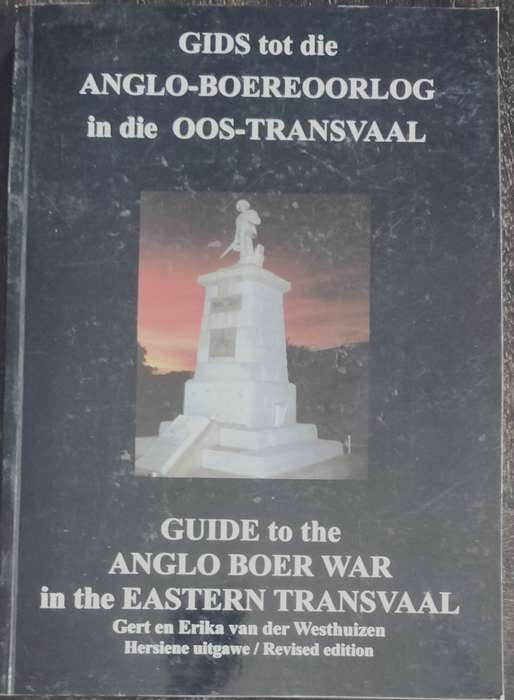 GIDS tot die
ANGLO-BOEREOORLOG
in die OOS-TRANSVAAL
GUIDE to the
ANGLO BOER WAR
in the EASTERN TRANSVAAL
Gert en Erika van der Westhuizen
Hersiene uitgawe / Revised edition